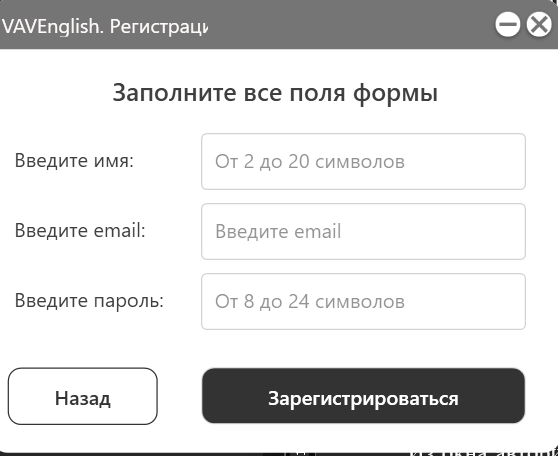 VAVEnglish. Регистраци
Заполните все поля формы
Введите имя: От 2 до 20 символов
Введите email: Введите email
Введите пароль: От 8 до 24 символов
Назад Зарегистрироваться